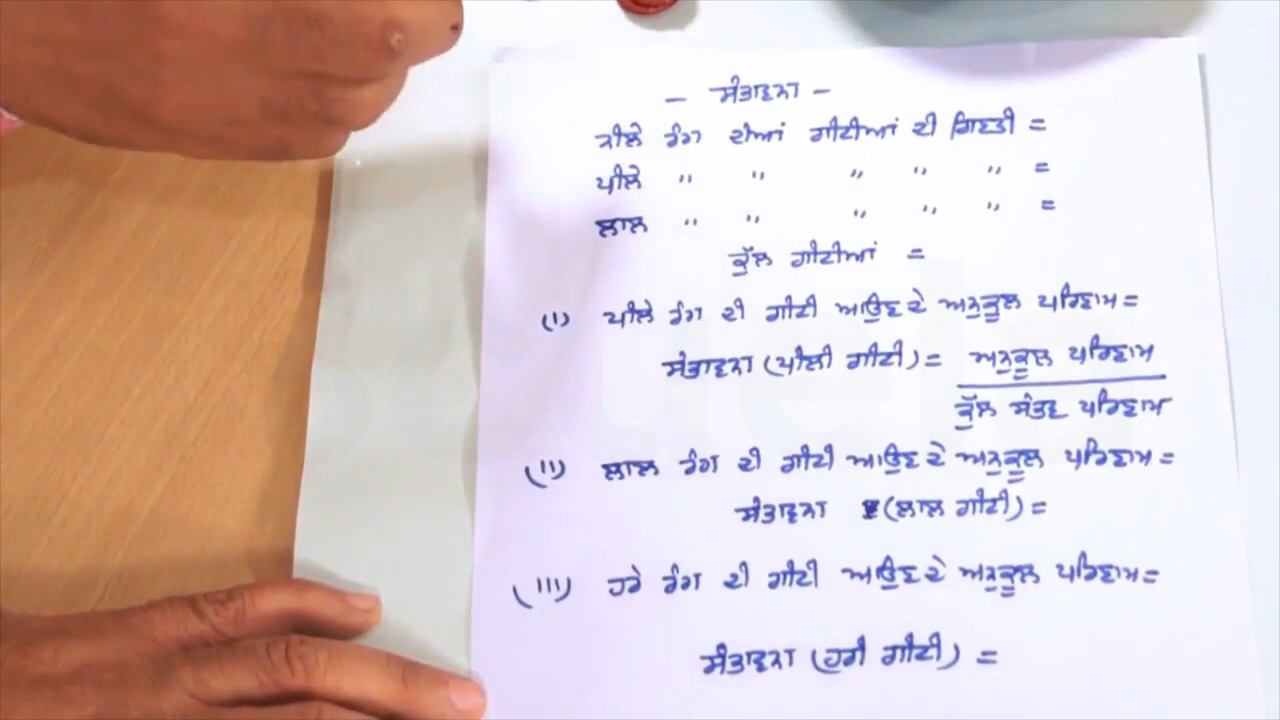 — ਸੰਭਾਵਨਾ —
ਨੀਲੇ ਰੰਗ ਦੀਆਂ ਗੀਟੀਆਂ ਦੀ ਗਿਣਤੀ =
ਪੀਲੇ " " " " " =
ਲਾਲ " " " " " =
ਕੁੱਲ ਗੀਟੀਆਂ =
(i) ਪੀਲੇ ਰੰਗ ਦੀ ਗੀਟੀ ਆਉਣ ਦੇ ਅਨੁਕੂਲ ਪਰਿਣਾਮ =
ਸੰਭਾਵਨਾ (ਪੀਲੀ ਗੀਟੀ) = ਅਨੁਕੂਲ ਪਰਿਣਾਮ
ਕੁੱਲ ਸੰਭਵ ਪਰਿਣਾਮ
(ii) ਲਾਲ ਰੰਗ ਦੀ ਗੀਟੀ ਆਉਣ ਦੇ ਅਨੁਕੂਲ ਪਰਿਣਾਮ =
ਸੰਭਾਵਨਾ (ਲਾਲ ਗੀਟੀ) =
(iii) ਹਰੇ ਰੰਗ ਦੀ ਗੀਟੀ ਆਉਣ ਦੇ ਅਨੁਕੂਲ ਪਰਿਣਾਮ =
ਸੰਭਾਵਨਾ (ਹਰੀ ਗੀਟੀ) =